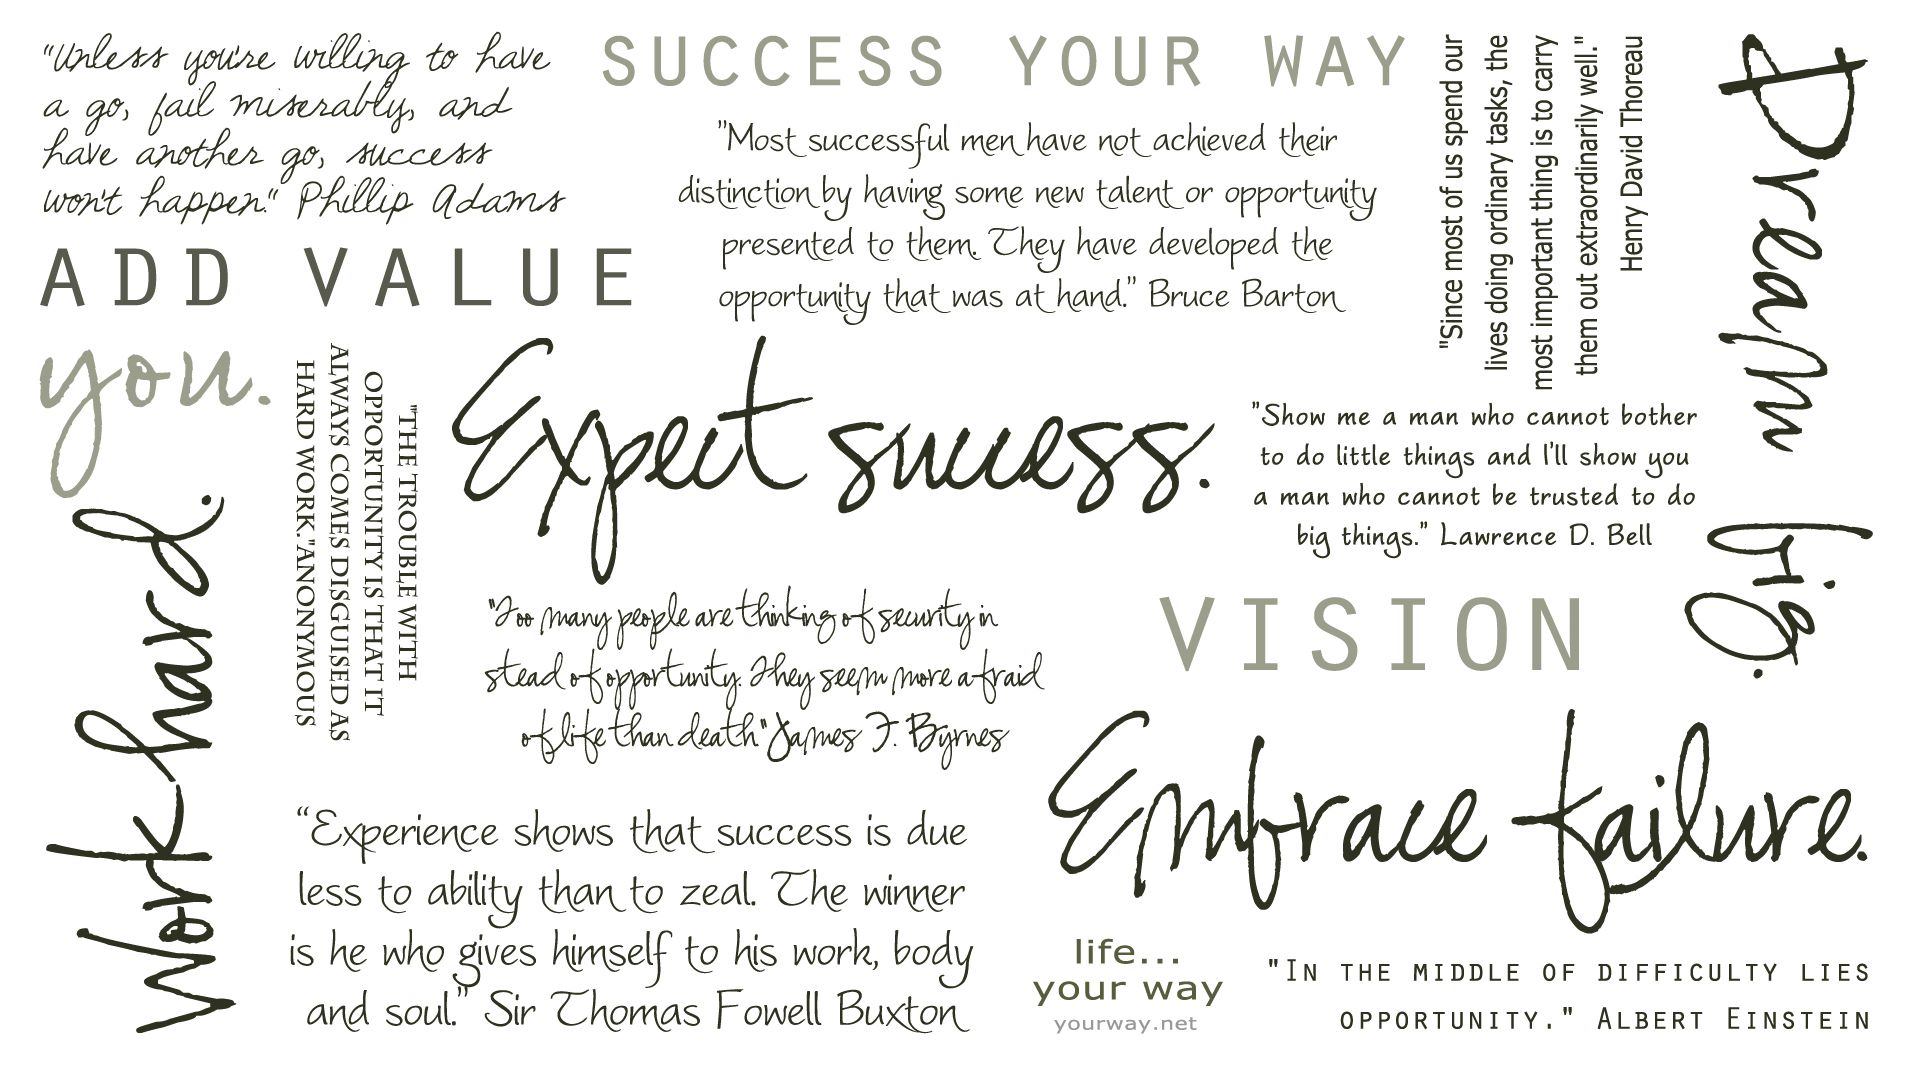 "Unless you're willing to have
a go, fail miserably, and
have another go, success
won't happen." Phillip Adams
SUCCESS YOUR WAY
"Most successful men have not achieved their
distinction by having some new talent or opportunity
presented to them. They have developed the
opportunity that was at hand." Bruce Barton
"Since most of us spend our
lives doing ordinary tasks, the
most important thing is to carry
them out extraordinarily well."
Henry David Thoreau
Dream big.
ADD VALUE
you.
"THE TROUBLE WITH
OPPORTUNITY IS THAT IT
ALWAYS COMES DISGUISED AS
HARD WORK." ANONYMOUS
Expect success.
"Show me a man who cannot bother
to do little things and I'll show you
a man who cannot be trusted to do
big things." Lawrence D. Bell
Work hard.
"Too many people are thinking of security in
stead of opportunity. They seem more afraid
of life than death" James F. Byrnes
VISION
Embrace failure.
“Experience shows that success is due
less to ability than to zeal. The winner
is he who gives himself to his work, body
and soul.” Sir Thomas Fowell Buxton
life...
your way
yourway.net
"IN THE MIDDLE OF DIFFICULTY LIES
OPPORTUNITY." ALBERT EINSTEIN